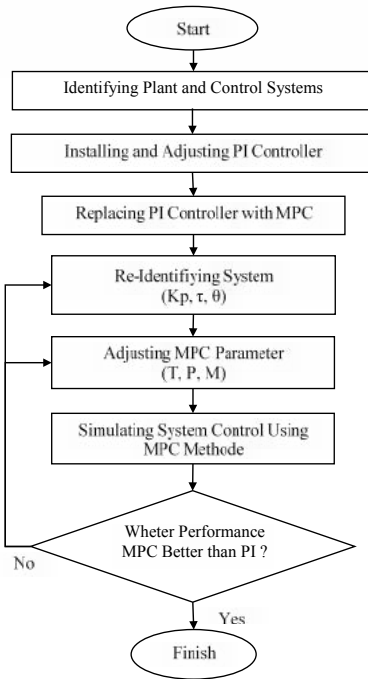 Start
Identifying Plant and Control Systems
Installing and Adjusting PI Controller
Replacing PI Controller with MPC
Re-Identifiying System
(Kp, τ, θ)
Adjusting MPC Parameter
(T, P, M)
Simulating System Control Using
MPC Methode
Wheter Performance
MPC Better than PI ?
No
Yes
Finish